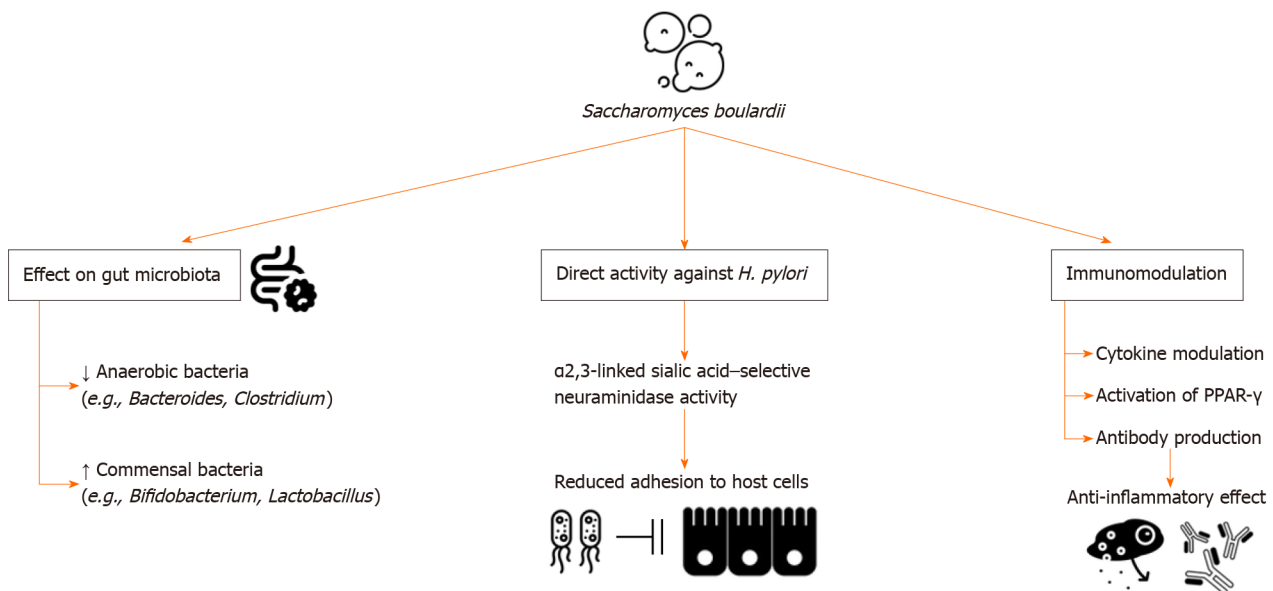 Saccharomyces boulardii
Effect on gut microbiota
↓ Anaerobic bacteria
(e.g., Bacteroides, Clostridium)
↑ Commensal bacteria
(e.g., Bifidobacterium, Lactobacillus)
Direct activity against H. pylori
α2,3-linked sialic acid–selective
neuraminidase activity
Reduced adhesion to host cells
Immunomodulation
Cytokine modulation
Activation of PPAR-γ
Antibody production
Anti-inflammatory effect